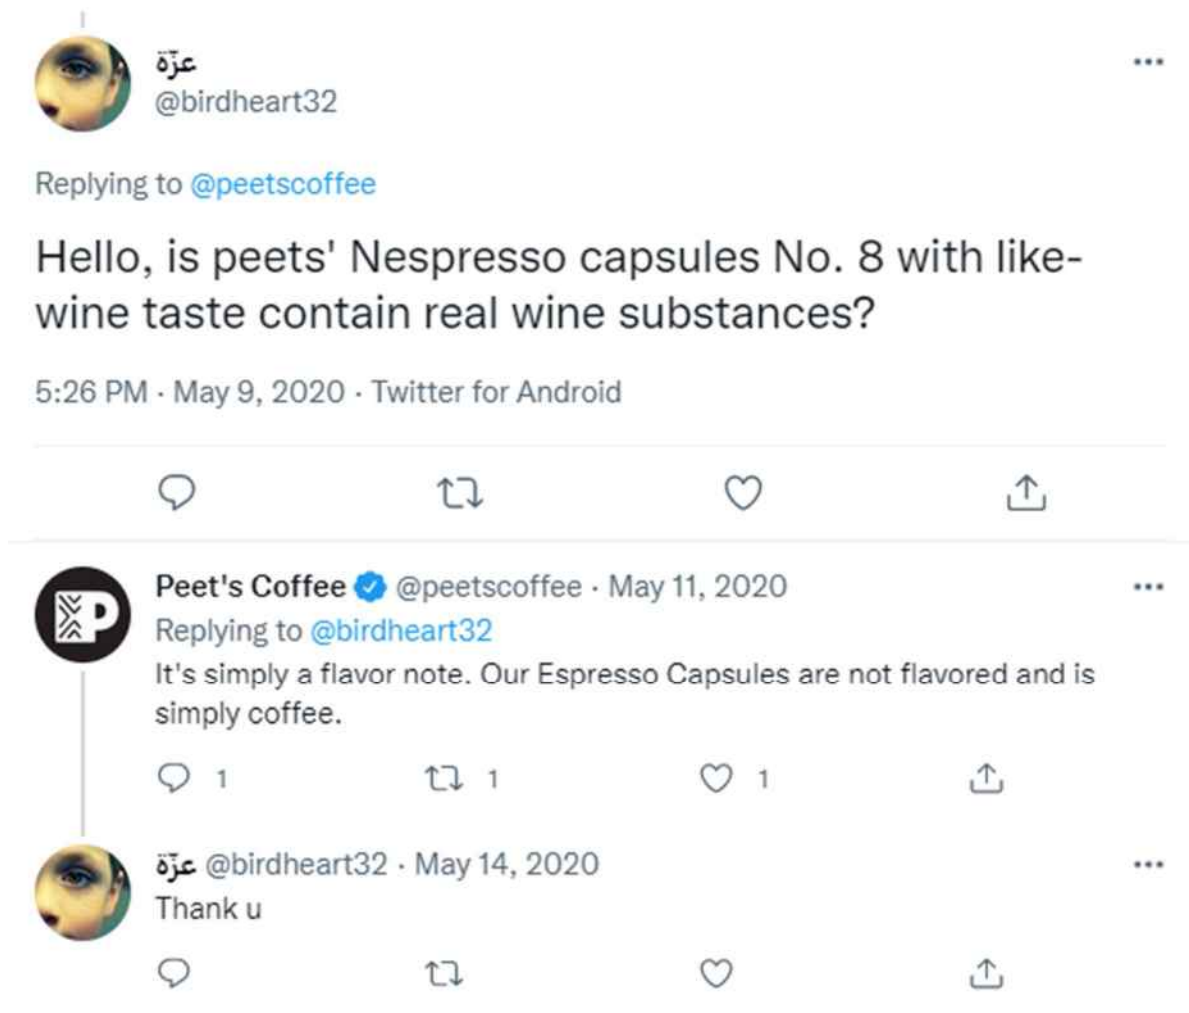 عزّة
@birdheart32
Replying to @peetscoffee
Hello, is peets' Nespresso capsules No. 8 with like-
wine taste contain real wine substances?
5:26 PM · May 9, 2020 · Twitter for Android
Peet's Coffee @peetscoffee · May 11, 2020
Replying to @birdheart32
It's simply a flavor note. Our Espresso Capsules are not flavored and is
simply coffee.
1 1 1
عزّة @birdheart32 · May 14, 2020
Thank u